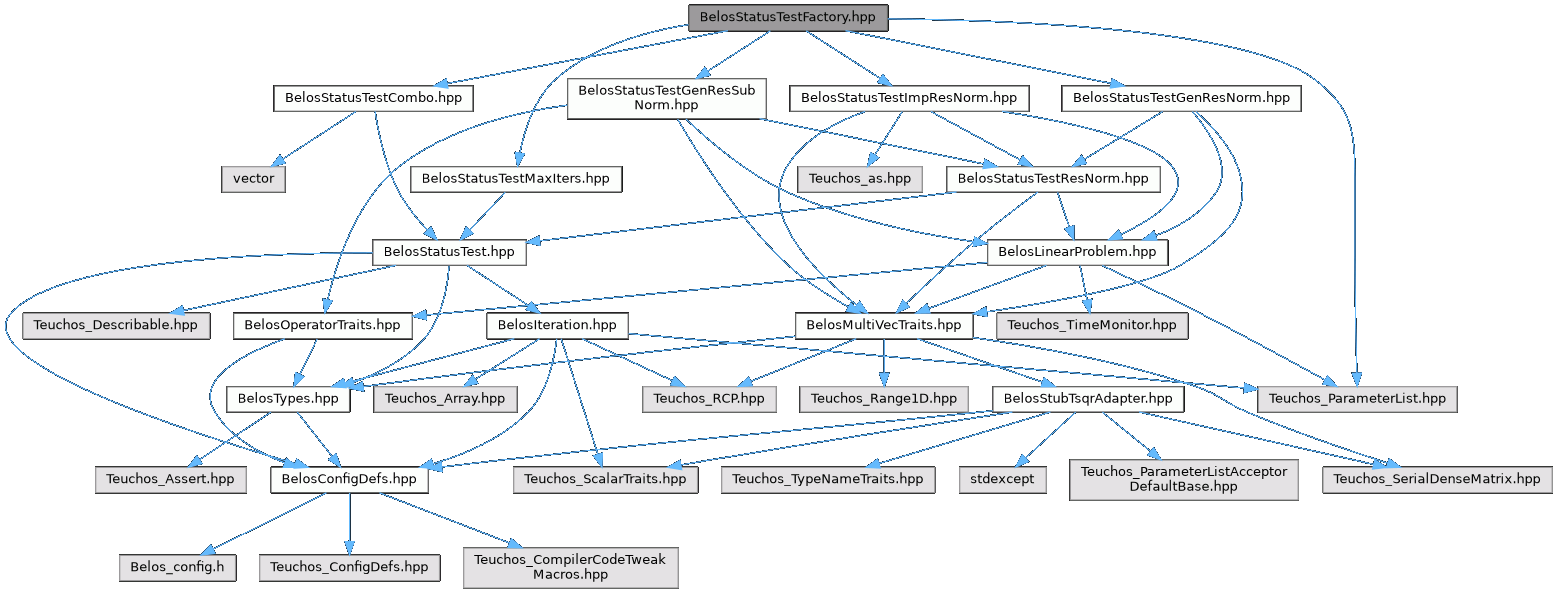 BelosStatusTestFactory.hpp
BelosStatusTestCombo.hpp
BelosStatusTestGenResSub
Norm.hpp
BelosStatusTestImpResNorm.hpp
BelosStatusTestGenResNorm.hpp
vector
BelosStatusTestMaxIters.hpp
Teuchos_as.hpp
BelosStatusTestResNorm.hpp
BelosStatusTest.hpp
BelosLinearProblem.hpp
Teuchos_Describable.hpp
BelosOperatorTraits.hpp
BelosIteration.hpp
BelosMultiVecTraits.hpp
Teuchos_TimeMonitor.hpp
BelosTypes.hpp
Teuchos_Array.hpp
Teuchos_RCP.hpp
Teuchos_Range1D.hpp
BelosStubTsqrAdapter.hpp
Teuchos_ParameterList.hpp
Teuchos_Assert.hpp
BelosConfigDefs.hpp
Teuchos_ScalarTraits.hpp
Teuchos_TypeNameTraits.hpp
stdexcept
Teuchos_ParameterListAcceptor
DefaultBase.hpp
Teuchos_SerialDenseMatrix.hpp
Belos_config.h
Teuchos_ConfigDefs.hpp
Teuchos_CompilerCodeTweak
Macros.hpp